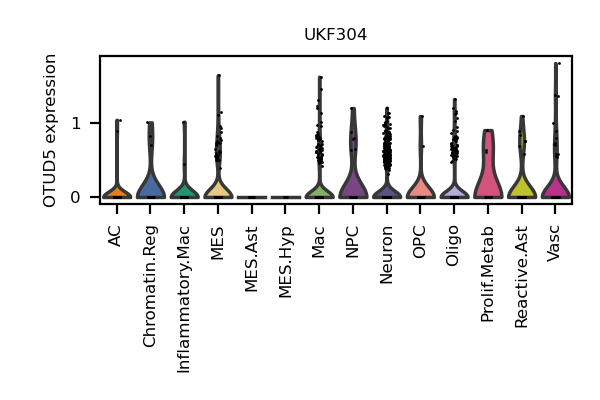 UKF304
OTUD5 expression
1
0
AC
Chromatin.Reg
Inflammatory.Mac
MES
MES.Ast
MES.Hyp
Mac
NPC
Neuron
OPC
Oligo
Prolif.Metab
Reactive.Ast
Vasc